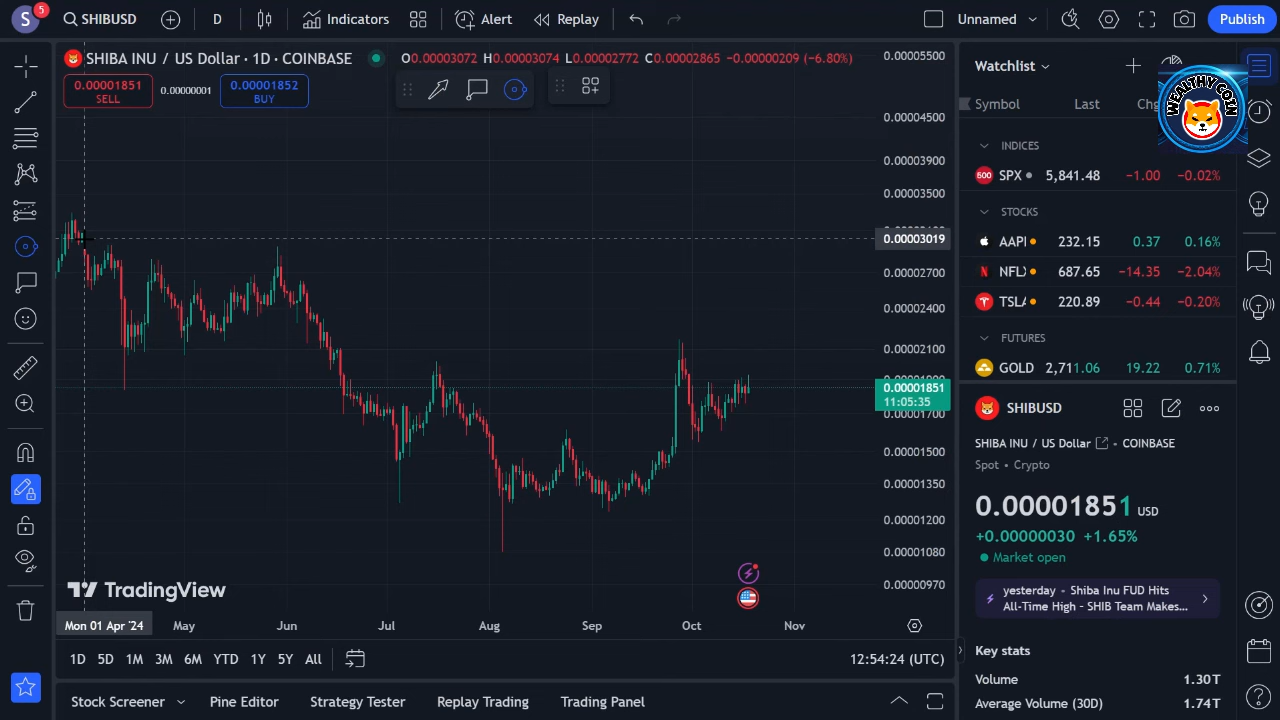 S
5
SHIBUSD
D
Indicators
Alert
Replay
Unnamed
Publish
SHIBA INU / US Dollar · 1D · COINBASE
O0.00003072 H0.00003074 L0.00002772 C0.00002865 −0.00000209 (−6.80%)
0.00001851
SELL
0.00000001
0.00001852
BUY
0.00005500
0.00004500
0.00003900
0.00003500
0.00003019
0.00002700
0.00002400
0.00002100
0.00001851
11:05:35
0.00001700
0.00001500
0.00001350
0.00001200
0.00001080
0.00000970
TradingView
Mon 01 Apr '24
May
Jun
Jul
Aug
Sep
Oct
Nov
1D
5D
1M
3M
6M
YTD
1Y
5Y
All
12:54:24 (UTC)
Stock Screener
Pine Editor
Strategy Tester
Replay Trading
Trading Panel
Watchlist
WEALTHY COIN
Symbol
Last
Chg
INDICES
500
SPX
5,841.48
−1.00
−0.02%
STOCKS
AAPL
232.15
0.37
0.16%
NFL
687.65
−14.35
−2.04%
TSLA
220.89
−0.44
−0.20%
FUTURES
GOLD
2,711.06
19.22
0.71%
SHIBUSD
SHIBA INU / US Dollar
COINBASE
Spot • Crypto
0.00001851 USD
+0.00000030 +1.65%
Market open
yesterday - Shiba Inu FUD Hits
All-Time High - SHIB Team Makes...
Key stats
Volume
1.30T
Average Volume (30D)
1.74T